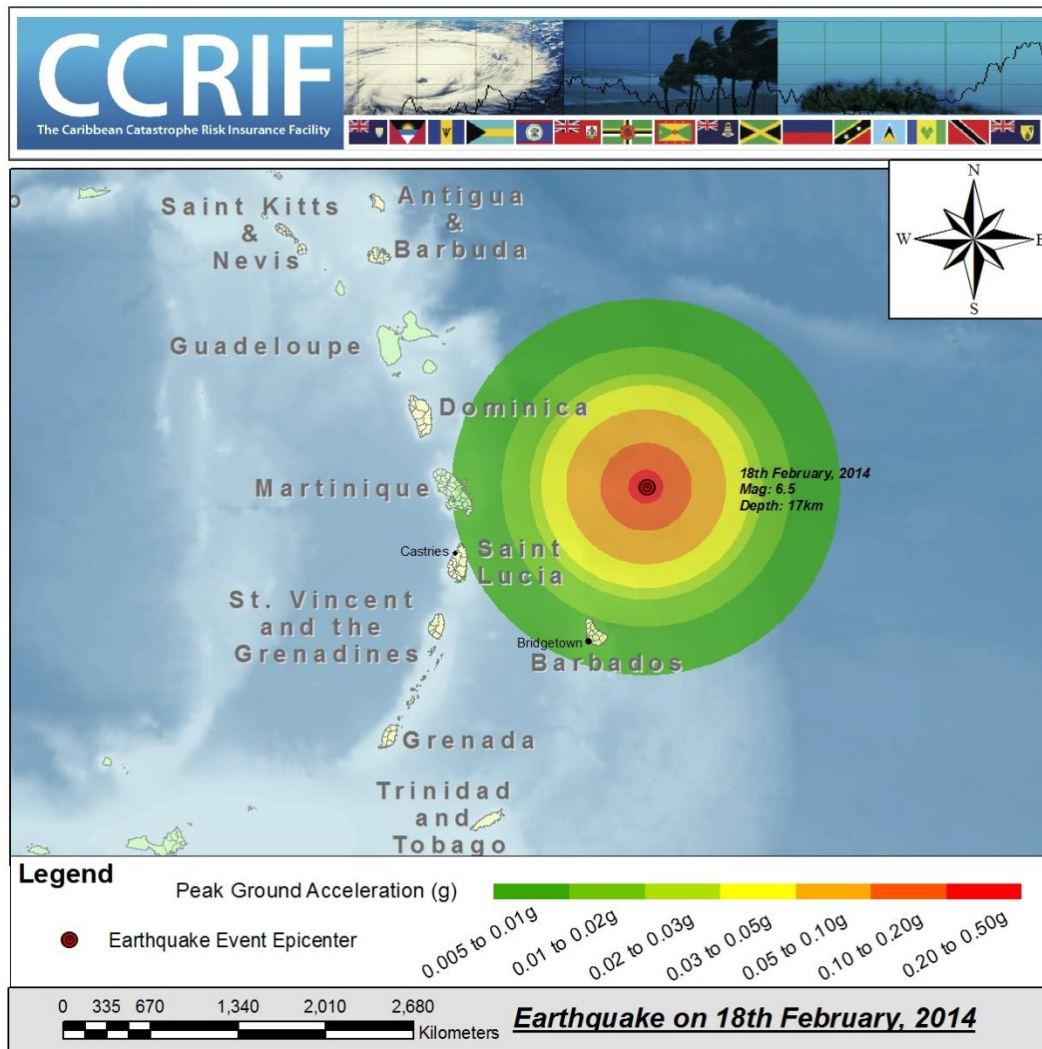 CCRIF
The Caribbean Catastrophe Risk Insurance Facility
N
W
E
S
o
Saint Kitts
&
Nevis
Antigua
&
Barbuda
Guadeloupe
Dominica
Martinique
18th February, 2014
Mag: 6.5
Depth: 17km
Castries
Saint
Lucia
St. Vincent
and the
Grenadines
Bridgetown
Barbados
Grenada
Trinidad
and
Tobago
Legend
Peak Ground Acceleration (g)
0.005 to 0.01g
0.01 to 0.02g
0.02 to 0.03g
0.03 to 0.05g
0.05 to 0.10g
0.10 to 0.20g
0.20 to 0.50g
Earthquake Event Epicenter
0 335 670 1,340 2,010 2,680
Kilometers
Earthquake on 18th February, 2014